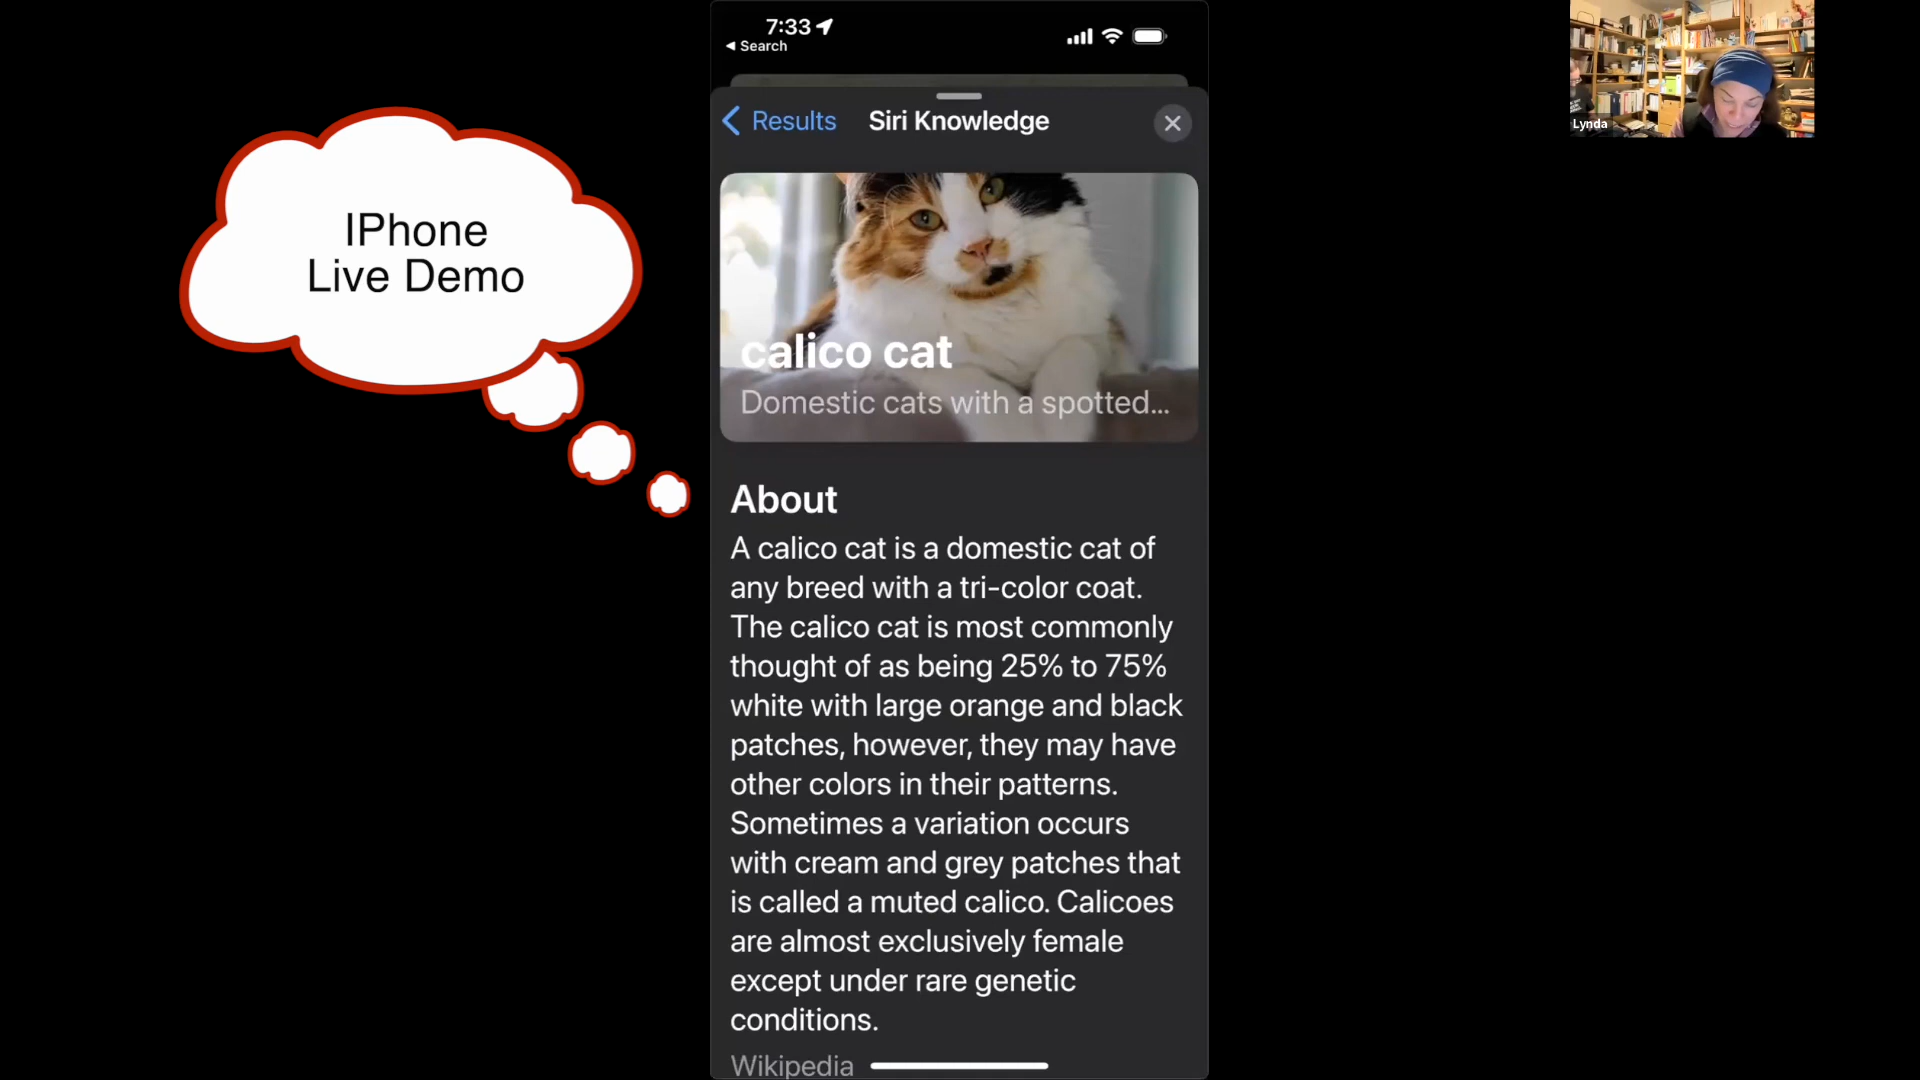 IPhone
Live Demo
7:33
Search
Results
Siri Knowledge
calico cat
Domestic cats with a spotted...
About
A calico cat is a domestic cat of
any breed with a tri-color coat.
The calico cat is most commonly
thought of as being 25% to 75%
white with large orange and black
patches, however, they may have
other colors in their patterns.
Sometimes a variation occurs
with cream and grey patches that
is called a muted calico. Calicoes
are almost exclusively female
except under rare genetic
conditions.
Wikipedia
Lynda